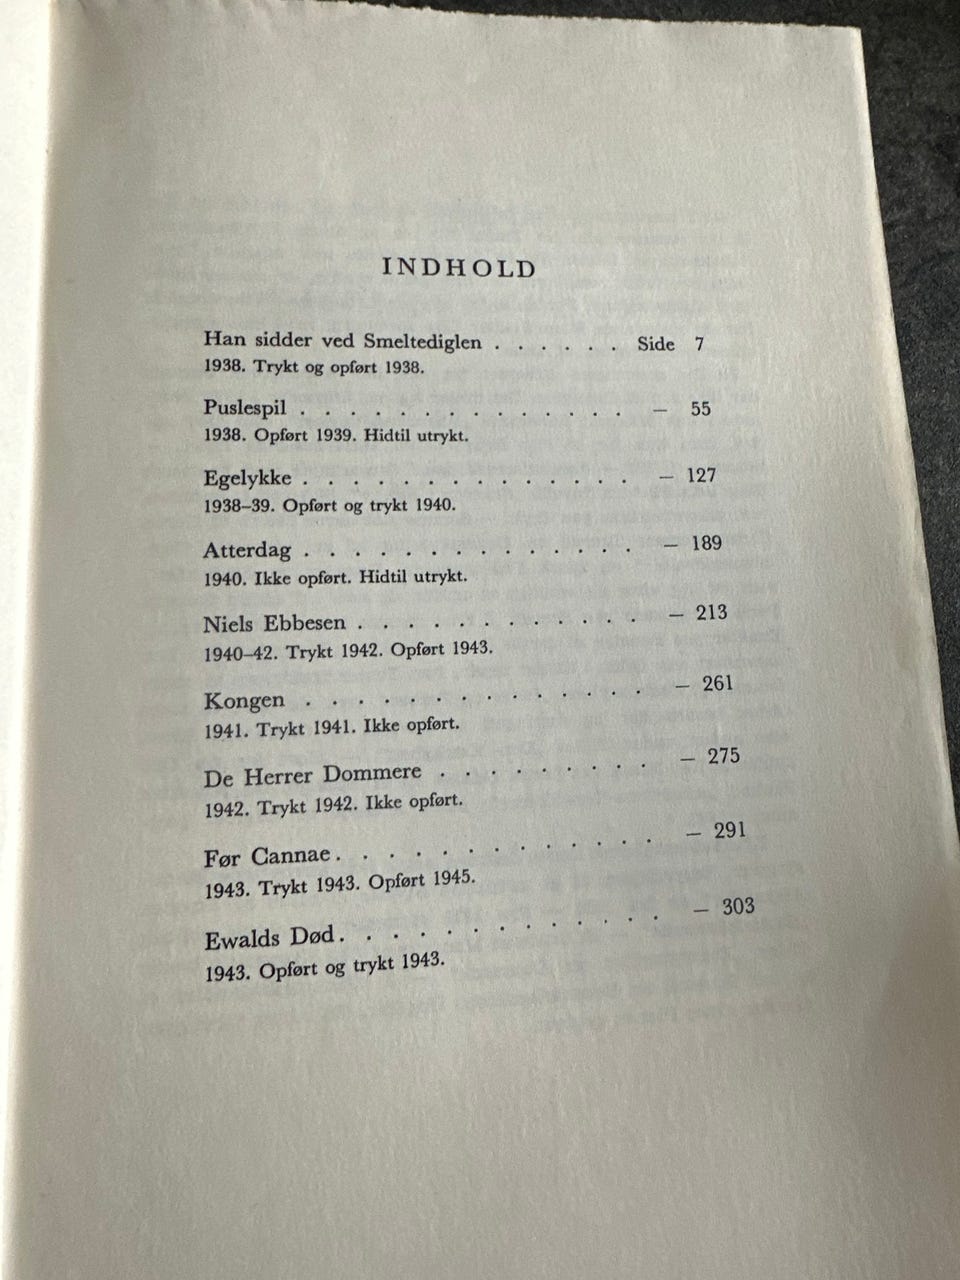 INDHOLD
Han sidder ved Smeltediglen . . . . . . Side 7
1938. Trykt og opført 1938.
Puslespil . . . . . . . . . . . . . . — 55
1938. Opført 1939. Hidtil utrykt.
Egelykke . . . . . . . . . . . . . . — 127
1938–39. Opført og trykt 1940.
Atterdag . . . . . . . . . . . . . . — 189
1940. Ikke opført. Hidtil utrykt.
Niels Ebbesen . . . . . . . . . . . . — 213
1940–42. Trykt 1942. Opført 1943.
Kongen . . . . . . . . . . . . . . — 261
1941. Trykt 1941. Ikke opført.
De Herrer Dommere . . . . . . . . . — 275
1942. Trykt 1942. Ikke opført.
Før Cannae . . . . . . . . . . . . . — 291
1943. Trykt 1943. Opført 1945.
Ewalds Død . . . . . . . . . . . . . — 303
1943. Opført og trykt 1943.